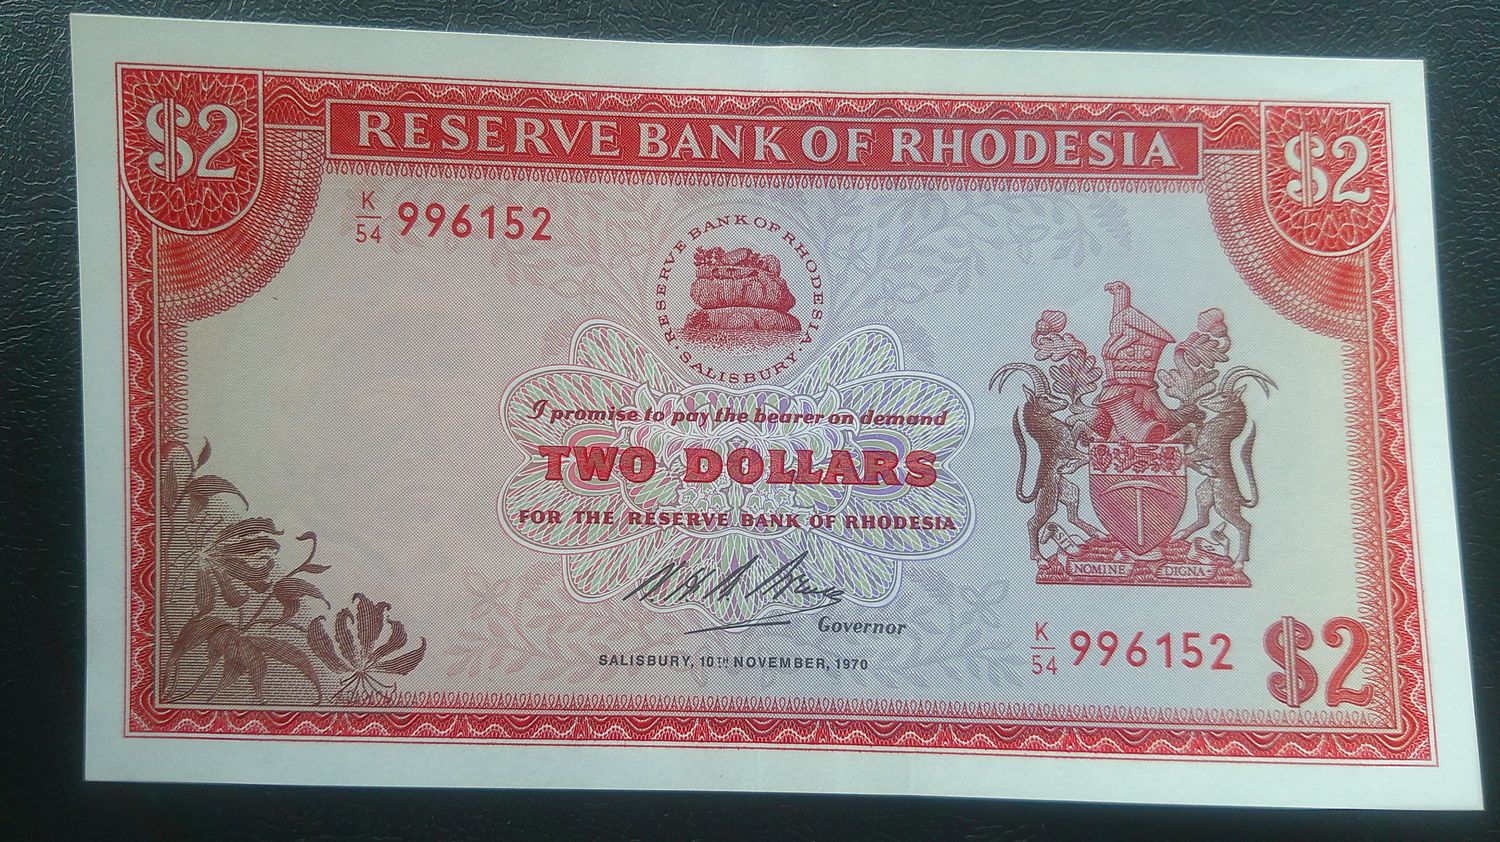 $2
RESERVE BANK OF RHODESIA
$2
K/54 996152
RESERVE BANK OF RHODESIA
SALISBURY
I promise to pay the bearer on demand
TWO DOLLARS
FOR THE RESERVE BANK OF RHODESIA
Governor
SALISBURY, 10TH NOVEMBER, 1970
SIT
NOMINE DIGNA
K/54 996152
$2